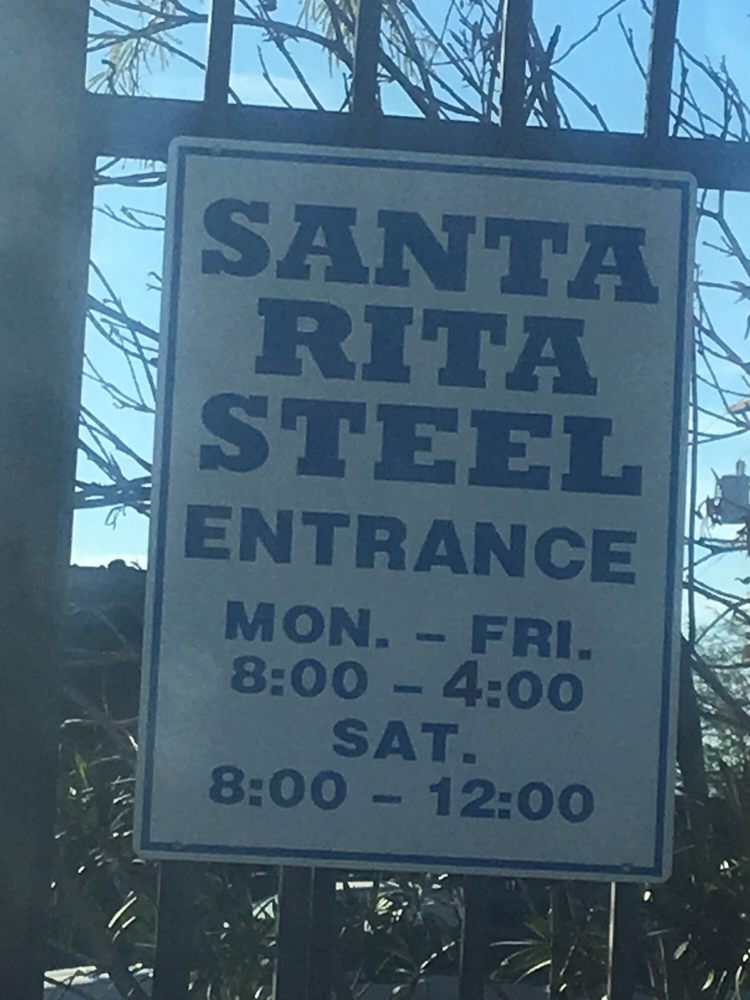 SANTA
RITA
STEEL
ENTRANCE
MON. – FRI.
8:00 – 4:00
SAT.
8:00 – 12:00